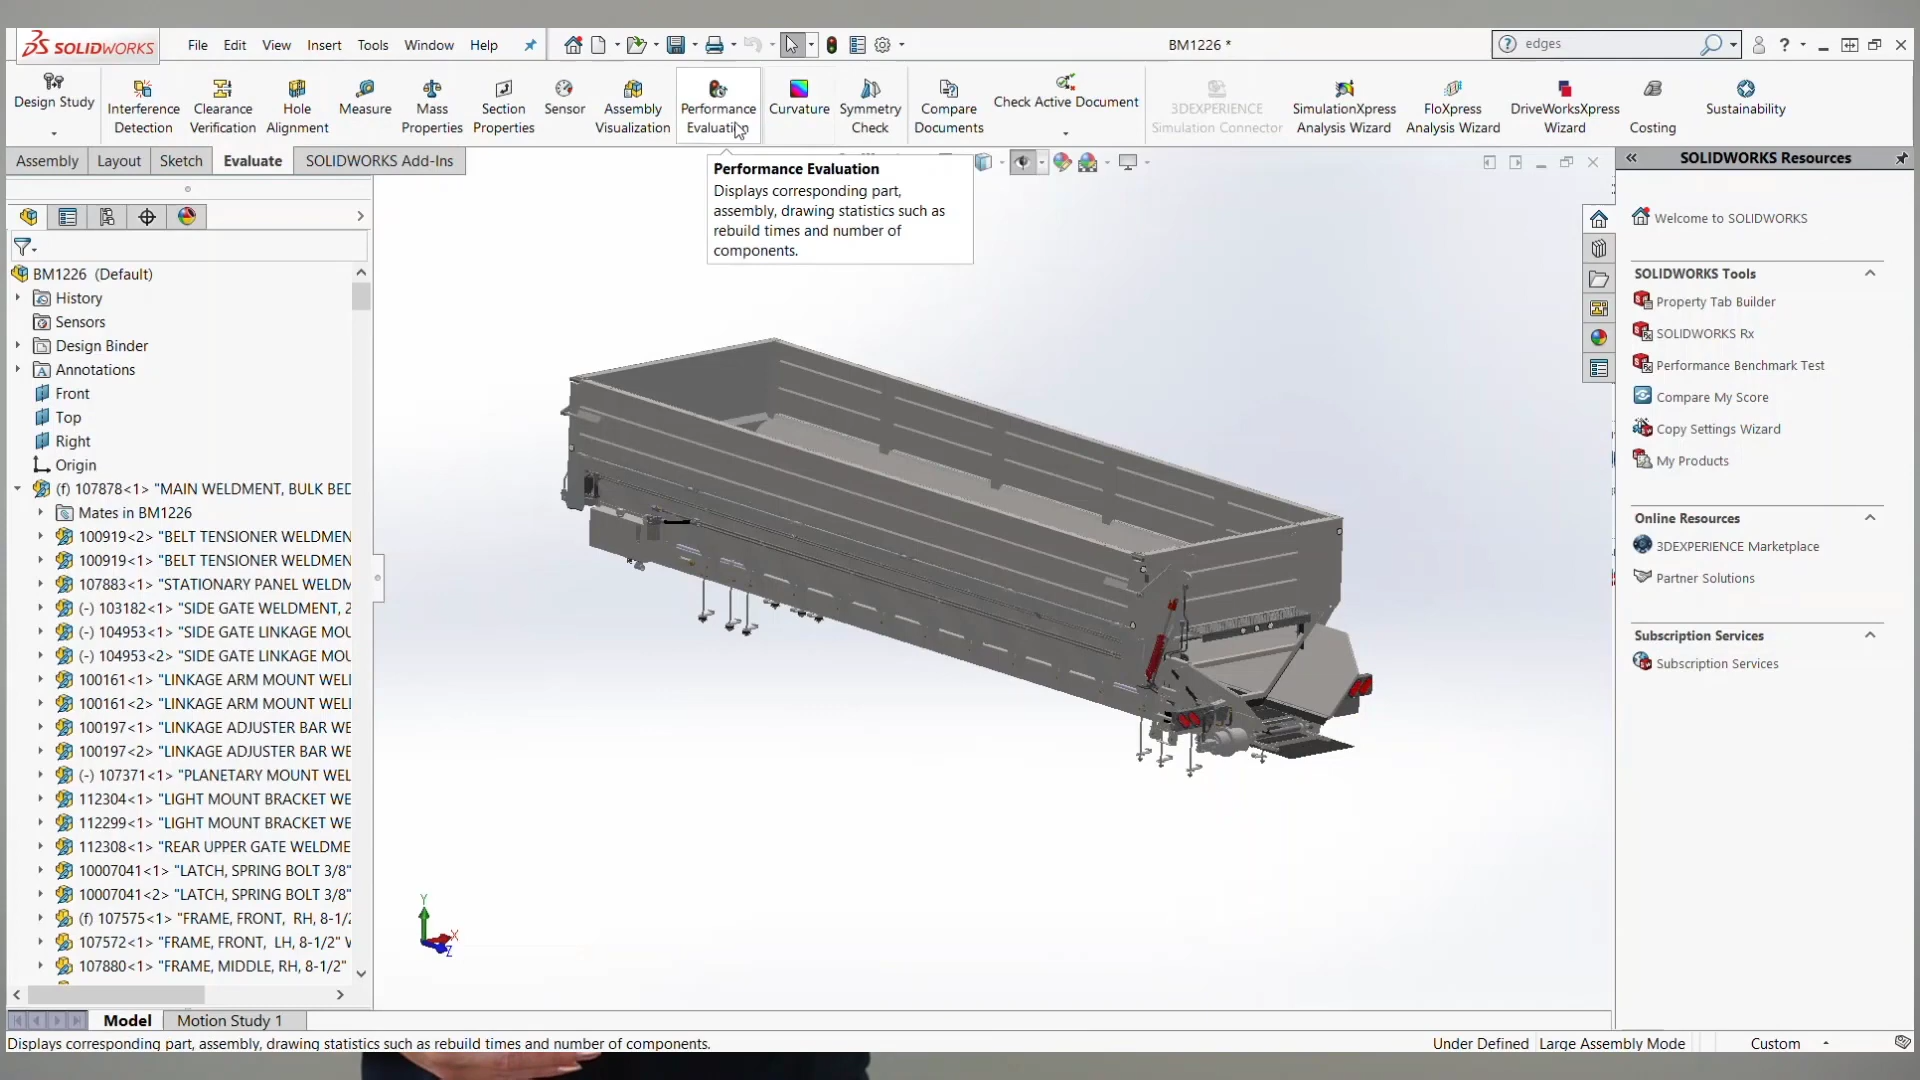 SOLIDWORKS
File Edit View Insert Tools Window Help
BM1226 *
edges
Design Study
Interference Detection
Clearance Verification
Hole Alignment
Measure
Mass Properties
Section Properties
Sensor
Assembly Visualization
Performance Evaluation
Curvature
Symmetry Check
Compare Documents
Check Active Document
3DEXPERIENCE Simulation Connector
SimulationXpress Analysis Wizard
FloXpress Analysis Wizard
DriveWorksXpress Wizard
Costing
Sustainability
Assembly Layout Sketch Evaluate SOLIDWORKS Add-Ins
Performance Evaluation
Displays corresponding part,
assembly, drawing statistics such as
rebuild times and number of
components.
BM1226 (Default)
History
Sensors
Design Binder
Annotations
Front
Top
Right
Origin
(f) 107878<1> "MAIN WELDMENT, BULK BED
Mates in BM1226
100919<2> "BELT TENSIONER WELDMEN
100919<1> "BELT TENSIONER WELDMEN
107883<1> "STATIONARY PANEL WELDM
(-) 103182<1> "SIDE GATE WELDMENT, 2
(-) 104953<1> "SIDE GATE LINKAGE MOU
(-) 104953<2> "SIDE GATE LINKAGE MOU
100161<1> "LINKAGE ARM MOUNT WELI
100161<2> "LINKAGE ARM MOUNT WELI
100197<1> "LINKAGE ADJUSTER BAR WE
100197<2> "LINKAGE ADJUSTER BAR WE
(-) 107371<1> "PLANETARY MOUNT WEL
112304<1> "LIGHT MOUNT BRACKET WE
112299<1> "LIGHT MOUNT BRACKET WE
112308<1> "REAR UPPER GATE WELDME
10007041<1> "LATCH, SPRING BOLT 3/8"
10007041<2> "LATCH, SPRING BOLT 3/8"
(f) 107575<1> "FRAME, FRONT, RH, 8-1/2
107572<1> "FRAME, FRONT, LH, 8-1/2" W
107880<1> "FRAME, MIDDLE, RH, 8-1/2"
Y
X
Z
SOLIDWORKS Resources
Welcome to SOLIDWORKS
SOLIDWORKS Tools
Property Tab Builder
SOLIDWORKS Rx
Performance Benchmark Test
Compare My Score
Copy Settings Wizard
My Products
Online Resources
3DEXPERIENCE Marketplace
Partner Solutions
Subscription Services
Subscription Services
Model Motion Study 1
Displays corresponding part, assembly, drawing statistics such as rebuild times and number of components.
Under Defined Large Assembly Mode Custom